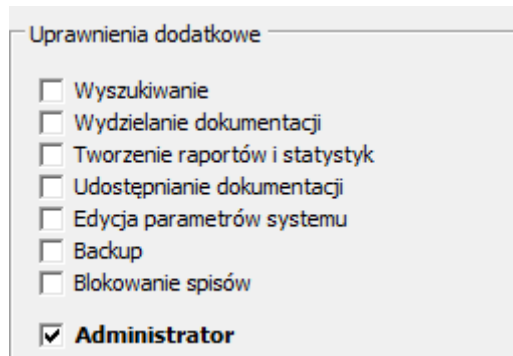 Uprawnienia dodatkowe
Wyszukiwanie
Wydzielanie dokumentacji
Tworzenie raportów i statystyk
Udostępnianie dokumentacji
Edycja parametrów systemu
Backup
Blokowanie spisów
Administrator